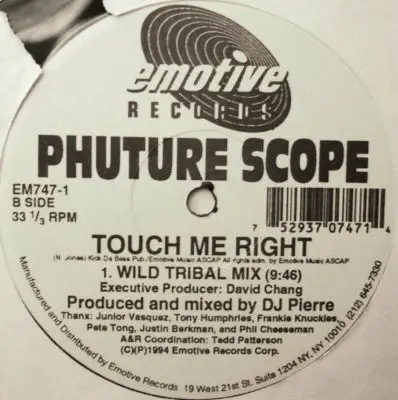 emotive
RECORDS
PHUTURE SCOPE
EM747-1
B SIDE
33 1/3 RPM
7 52937 07471 4
TOUCH ME RIGHT
(N. Jones) Kick Da Bass Pub./Emotive Music ASCAP All rights adm. by Emotive Music ASCAP
1. WILD TRIBAL MIX (9:46)
Executive Producer: David Chang
Produced and mixed by DJ Pierre
Thanx: Junior Vasquez, Tony Humphries, Frankie Knuckles,
Pete Tong, Justin Berkman, and Phil Cheeseman
A&R Coordination: Tedd Patterson
(C)(P)1994 Emotive Records Corp.
Manufactured and Distributed by Emotive Records 19 West 21st St. Suite 1204 NY, NY 10010 (212) 645-7330